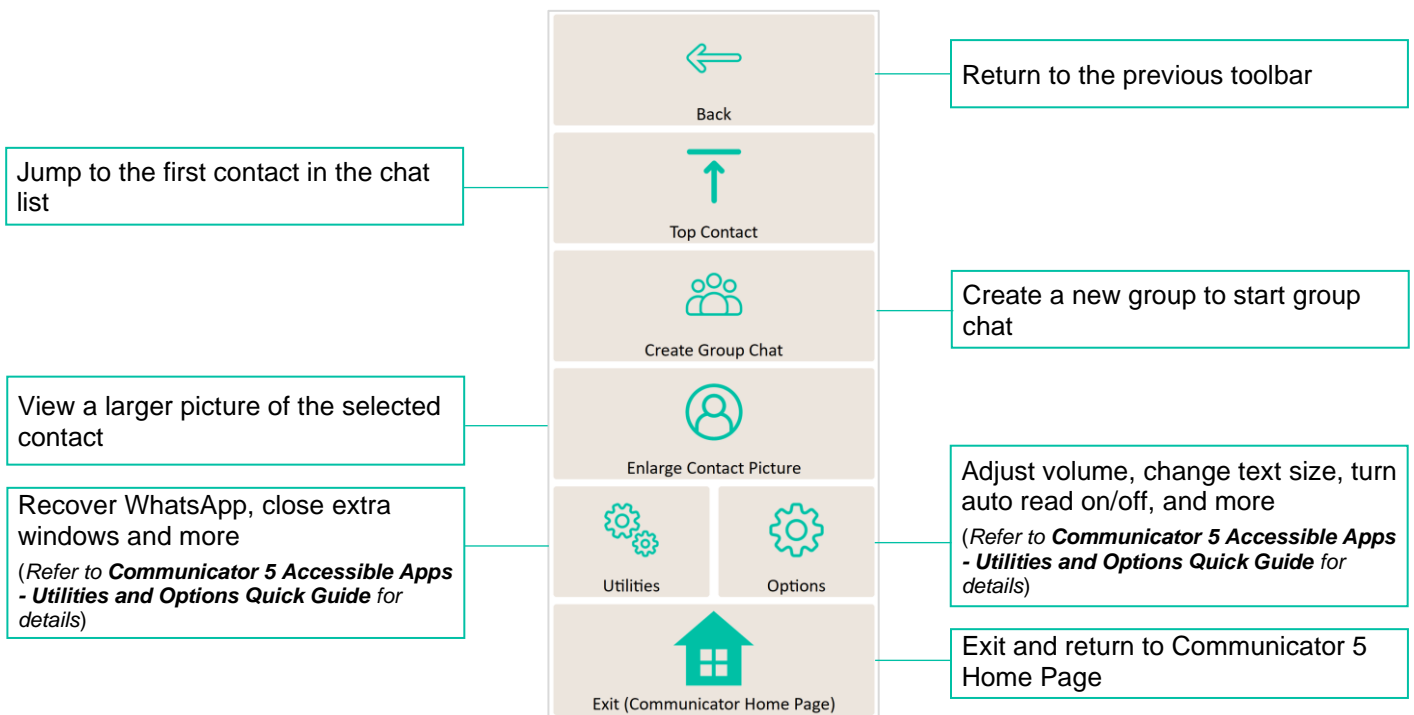 Back
Return to the previous toolbar
Jump to the first contact in the chat
list
Top Contact
Create Group Chat
Create a new group to start group
chat
View a larger picture of the selected
contact
Enlarge Contact Picture
Recover WhatsApp, close extra
windows and more
(Refer to Communicator 5 Accessible Apps
- Utilities and Options Quick Guide for
details)
Utilities
Options
Adjust volume, change text size, turn
auto read on/off, and more
(Refer to Communicator 5 Accessible Apps
- Utilities and Options Quick Guide for
details)
Exit (Communicator Home Page)
Exit and return to Communicator 5
Home Page